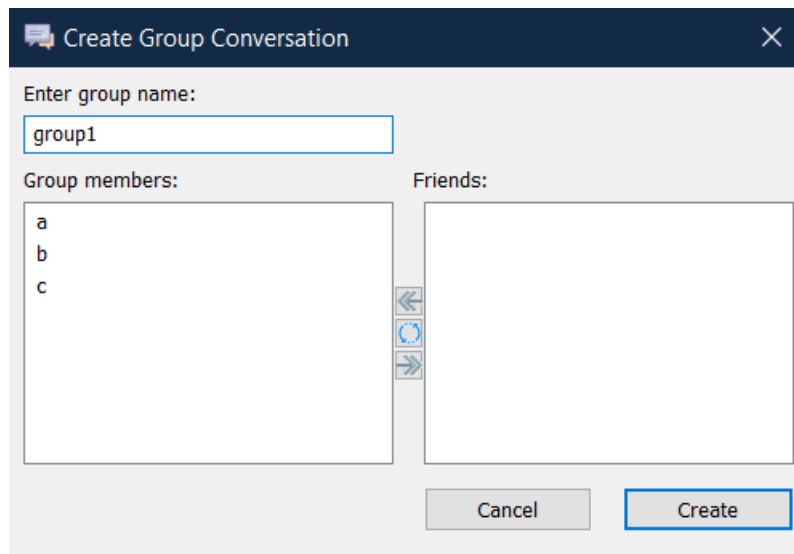 Create Group Conversation
Enter group name:
group1
Group members:
Friends:
a
b
c
Cancel
Create